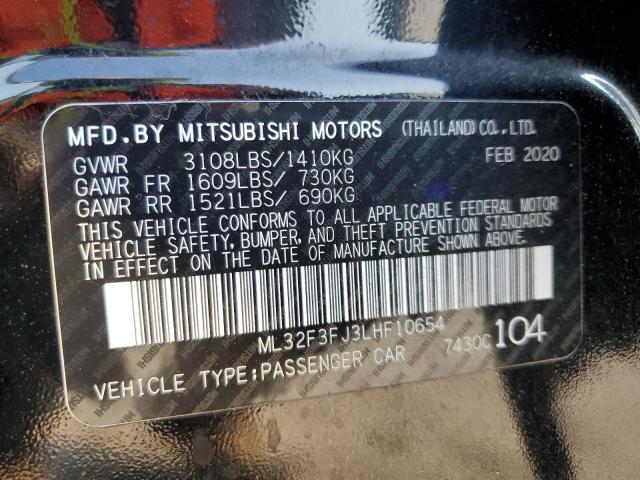 MFD.BY MITSUBISHI MOTORS (THAILAND)CO.,LTD.
GVWR 3108LBS/1410KG FEB 2020
GAWR FR 1609LBS/ 730KG
GAWR RR 1521LBS/ 690KG
THIS VEHICLE CONFORMS TO ALL APPLICABLE FEDERAL MOTOR
VEHICLE SAFETY, BUMPER, AND THEFT PREVENTION STANDARDS
IN EFFECT ON THE DATE OF MANUFACTURE SHOWN ABOVE.
ML32F3FJ3LHF10654
7430C 104
VEHICLE TYPE:PASSENGER CAR